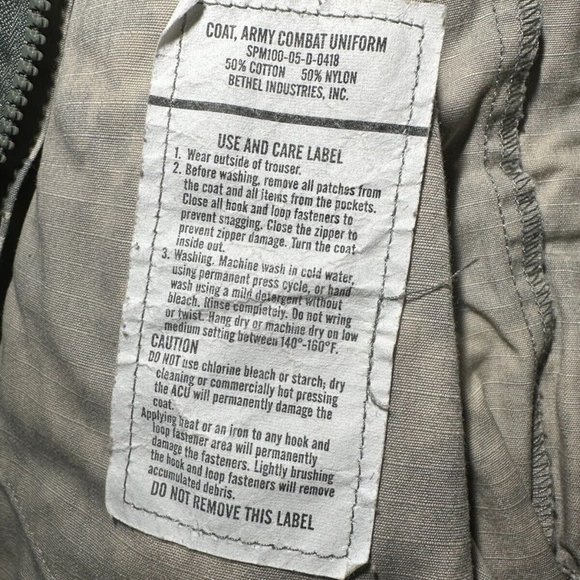 COAT, ARMY COMBAT UNIFORM
SPM100-05-D-0418
50% COTTON 50% NYLON
BETHEL INDUSTRIES, INC.
USE AND CARE LABEL
1. Wear outside of trouser.
2. Before washing, remove all patches from
the coat and all items from the pockets.
Close all hook and loop fasteners to
prevent snagging. Close the zipper to
prevent zipper damage. Turn the coat
inside out.
3. Washing. Machine wash in cold water,
using permanent press cycle, or hand
wash using a mild detergent without
bleach. Rinse completely. Do not wring
or twist. Hang dry or machine dry on low
medium setting between 140°-160°F.
CAUTION
DO NOT use chlorine bleach or starch; dry
cleaning or commercially hot pressing
the ACU will permanently damage the
coat.
Applying heat or an iron to any hook and
loop fastener area will permanently
damage the fasteners. Lightly brushing
the hook and loop fasteners will remove
accumulated debris.
DO NOT REMOVE THIS LABEL